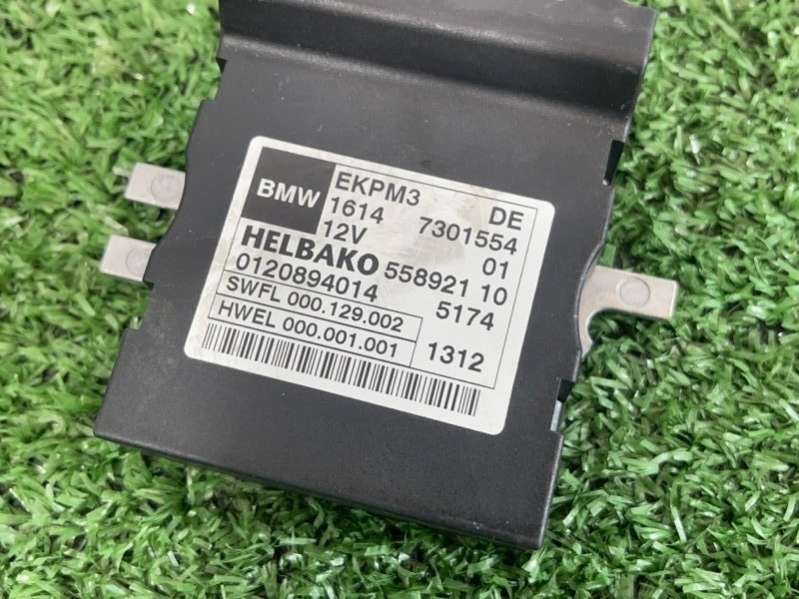 BMW
EKPM3 DE
1614 7301554
12V 01
HELBAKO 558921 10
0120894014 5174
SWFL 000.129.002
HWEL 000.001.001 1312